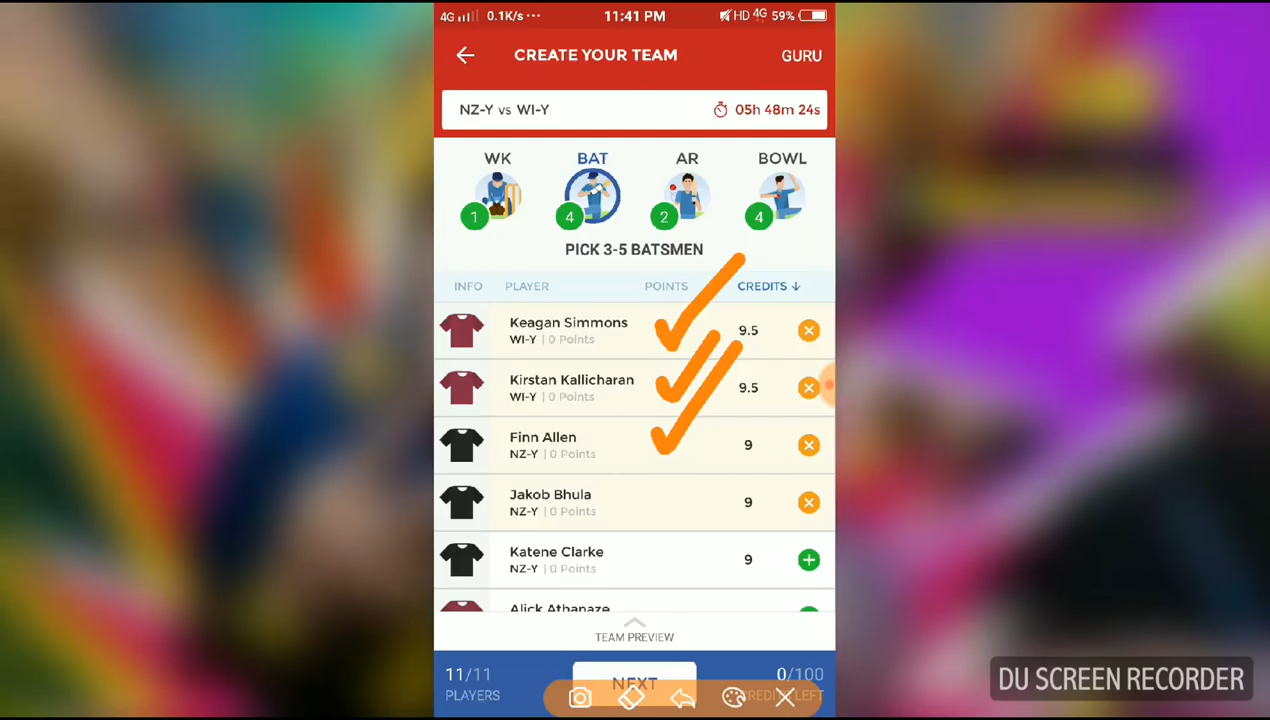 4G 0.1K/s ··· 11:41 PM HD 4G 59%
CREATE YOUR TEAM GURU
NZ-Y vs WI-Y 05h 48m 24s
WK BAT AR BOWL
1 4 2 4
PICK 3-5 BATSMEN
INFO PLAYER POINTS CREDITS ↓
Keagan Simmons 9.5
WI-Y | 0 Points
Kirstan Kallicharan 9.5
WI-Y | 0 Points
Finn Allen 9
NZ-Y | 0 Points
Jakob Bhula 9
NZ-Y | 0 Points
Katene Clarke 9
NZ-Y | 0 Points
Alick Athanaze
TEAM PREVIEW
11/11 NEXT 0/100
PLAYERS LEFT
DU SCREEN RECORDER